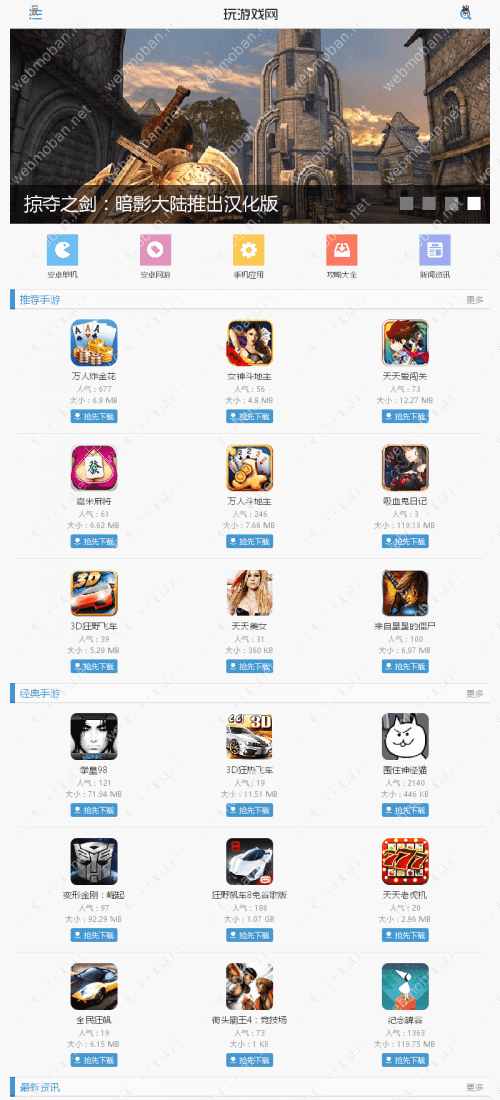 玩游戏网
webmoban.net
webmoban.net
webmoban.net
webmoban.net
掠夺之剑：暗影大陆推出汉化版
安卓单机 安卓网游 手机应用 攻略大全 新闻资讯
推荐手游 更多
万人炸金花 女神斗地主 天天爱闯关
人气：677 人气：56 人气：73
大小：6.9 MB 大小：4.8 MB 大小：12.27 MB
抢先下载 抢先下载 抢先下载
嘉米麻将 万人斗地主 吸血鬼日记
人气：61 人气：246 人气：3
大小：6.62 MB 大小：7.66 MB 大小：119.13 MB
抢先下载 抢先下载 抢先下载
3D狂野飞车 天天美女 来自星星的僵尸
人气：39 人气：31 人气：100
大小：5.29 MB 大小：360 KB 大小：6.97 MB
抢先下载 抢先下载 抢先下载
经典手游 更多
拳皇98 3D狂热飞车 围住神经猫
人气：121 人气：19 人气：2140
大小：71.94 MB 大小：11.51 MB 大小：446 KB
抢先下载 抢先下载 抢先下载
变形金刚：崛起 狂野飙车8免谷歌版 天天老虎机
人气：97 人气：186 人气：20
大小：92.29 MB 大小：1.07 GB 大小：2.96 MB
抢先下载 抢先下载 抢先下载
全民狂飙 街头霸王4：竞技场 纪念碑谷
人气：19 人气：73 人气：1363
大小：6.15 MB 大小：1 KB 大小：119.75 MB
抢先下载 抢先下载 抢先下载
最新资讯 更多